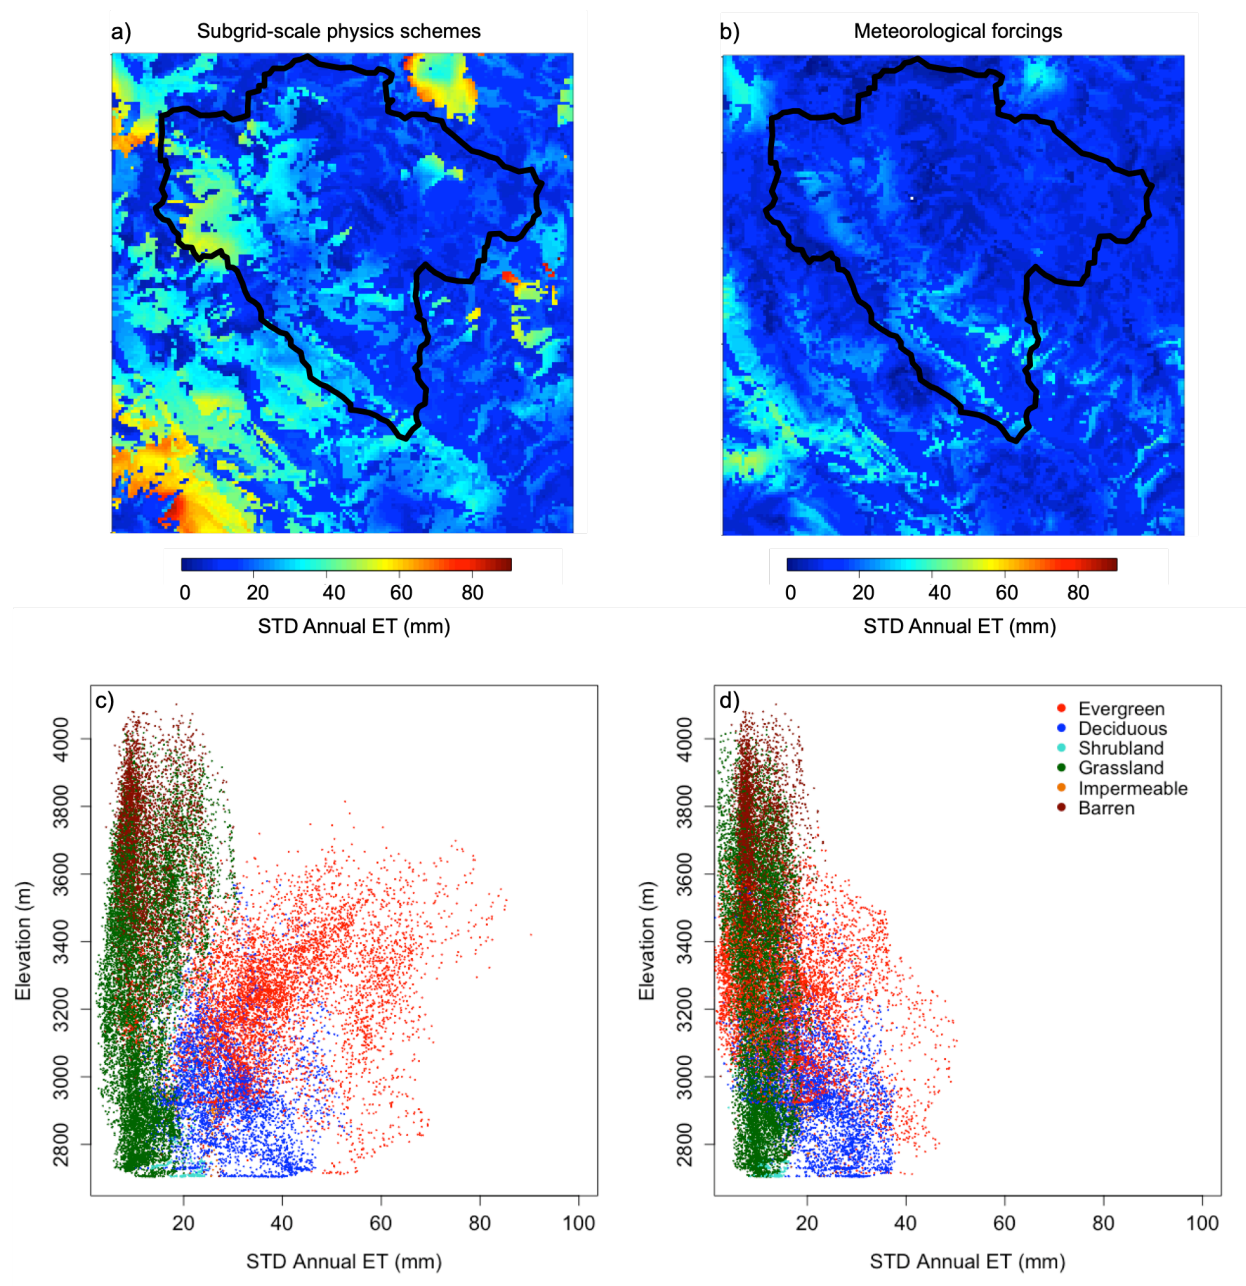 a) Subgrid-scale physics schemes
b) Meteorological forcings
0 20 40 60 80
STD Annual ET (mm)
0 20 40 60 80
STD Annual ET (mm)
c)
Elevation (m)
4000
3800
3600
3400
3200
3000
2800
20 40 60 80 100
STD Annual ET (mm)
d)
Evergreen
Deciduous
Shrubland
Grassland
Impermeable
Barren
Elevation (m)
4000
3800
3600
3400
3200
3000
2800
20 40 60 80 100
STD Annual ET (mm)